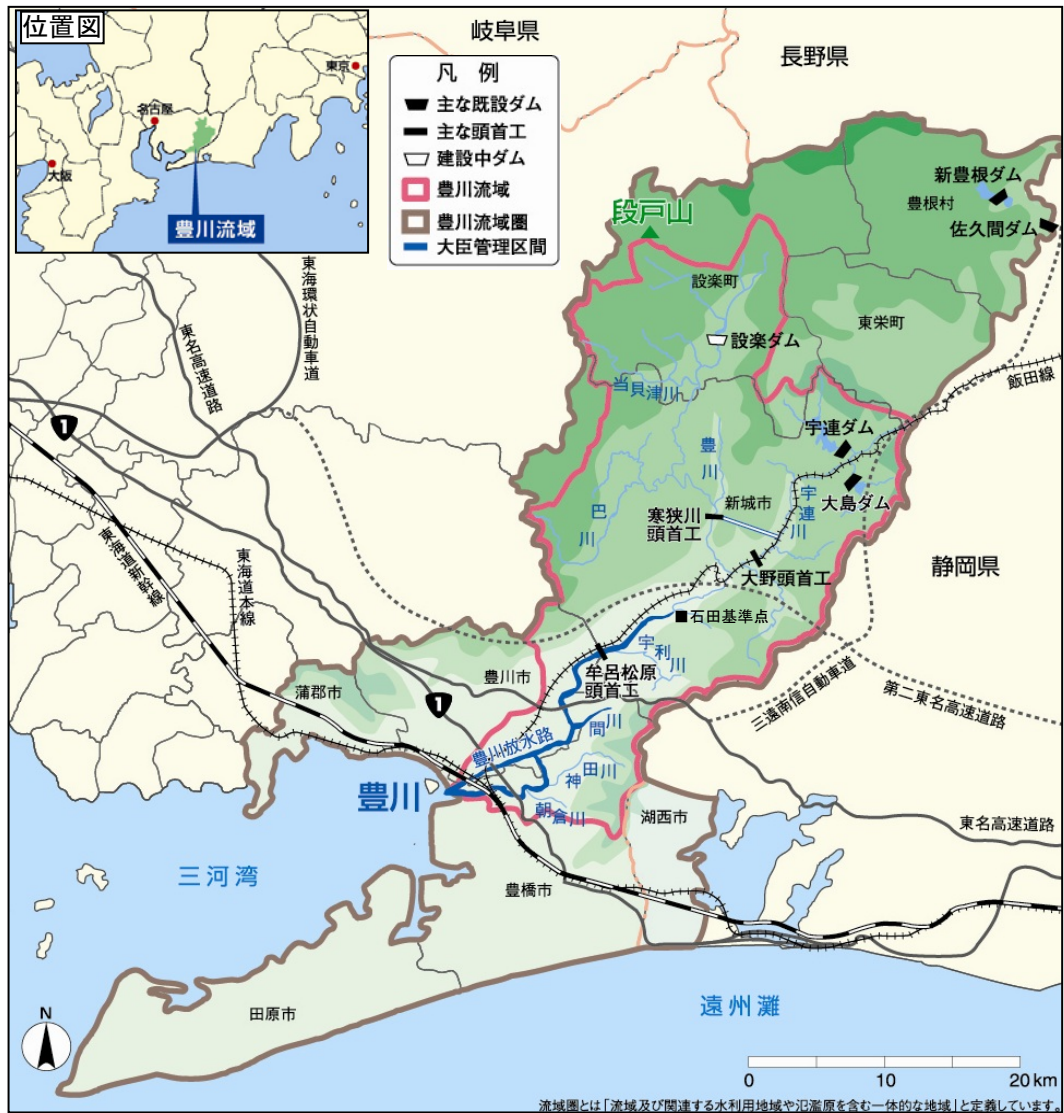 位置図
東京
名古屋
大阪
豊川流域
岐阜県
長野県
凡 例
主な既設ダム
主な頭首工
建設中ダム
豊川流域
豊川流域圏
大臣管理区間
段戸山
新豊根ダム
豊根村
佐久間ダム
設楽町
東栄町
設楽ダム
飯田線
東海環状自動車道
東名高速道路
1
当貝津川
宇連ダム
豊川
新城市
宇連川
大島ダム
巴川
寒狭川
頭首工
大野頭首工
静岡県
東海道新幹線
東海道本線
石田基準点
宇利川
牟呂松原
頭首工
豊川市
蒲郡市
1
三遠南信自動車道
第二東名高速道路
豊川放水路
間川
神田川
朝倉川
豊川
湖西市
東名高速道路
三河湾
豊橋市
田原市
遠州灘
N
0 10 20 km
流域圏とは「流域及び関連する水利用地域や氾濫原を含む一体的な地域」と定義しています。